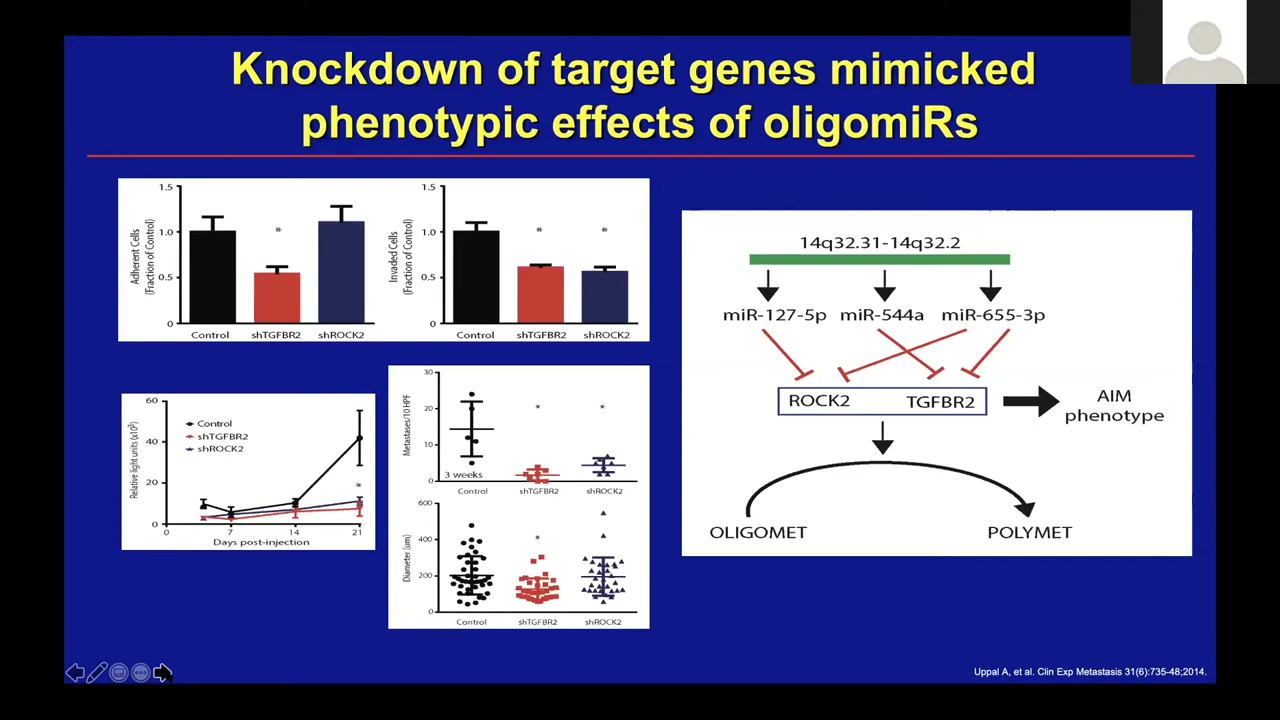 Knockdown of target genes mimicked
phenotypic effects of oligomiRs
Adherent Cells
(Fraction of Control)
1.5
1.0
0.5
0
*
Control shTGFBR2 shROCK2
Invaded Cells
(Fraction of Control)
1.5
1.0
0.5
0
* *
Control shTGFBR2 shROCK2
Relative light units (x10⁵)
60
40
20
0
Control
shTGFBR2
shROCK2
*
0 7 14 21
Days post-injection
Metastases/10 HPF
30
20
10
0
* *
3 weeks
Control shTGFBR2 shROCK2
Diameter (um)
600
400
200
0
*
Control shTGFBR2 shROCK2
14q32.31-14q32.2
miR-127-5p miR-544a miR-655-3p
ROCK2 TGFBR2
AIM
phenotype
OLIGOMET POLYMET
Uppal A, et al. Clin Exp Metastasis 31(6):735-48;2014.